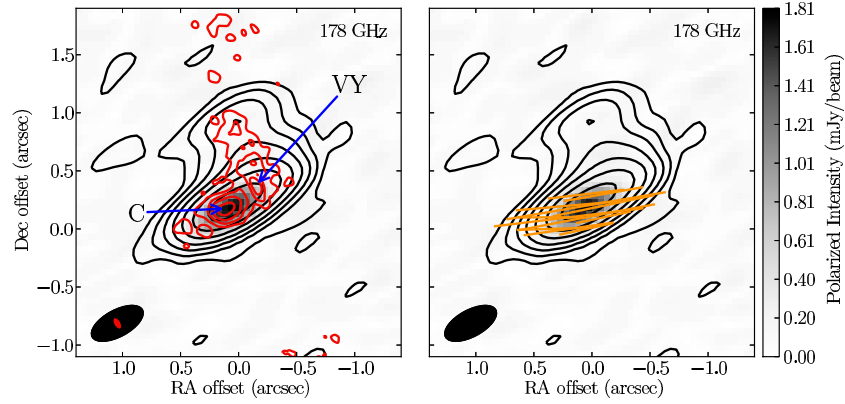 178 GHz
VY
C
1.5
1.0
0.5
0.0
−0.5
−1.0
Dec offset (arcsec)
1.0 0.5 0.0 −0.5 −1.0
RA offset (arcsec)
178 GHz
1.0 0.5 0.0 −0.5 −1.0
RA offset (arcsec)
1.81
1.61
1.41
1.21
1.01
0.81
0.61
0.40
0.20
0.00
Polarized Intensity (mJy/beam)